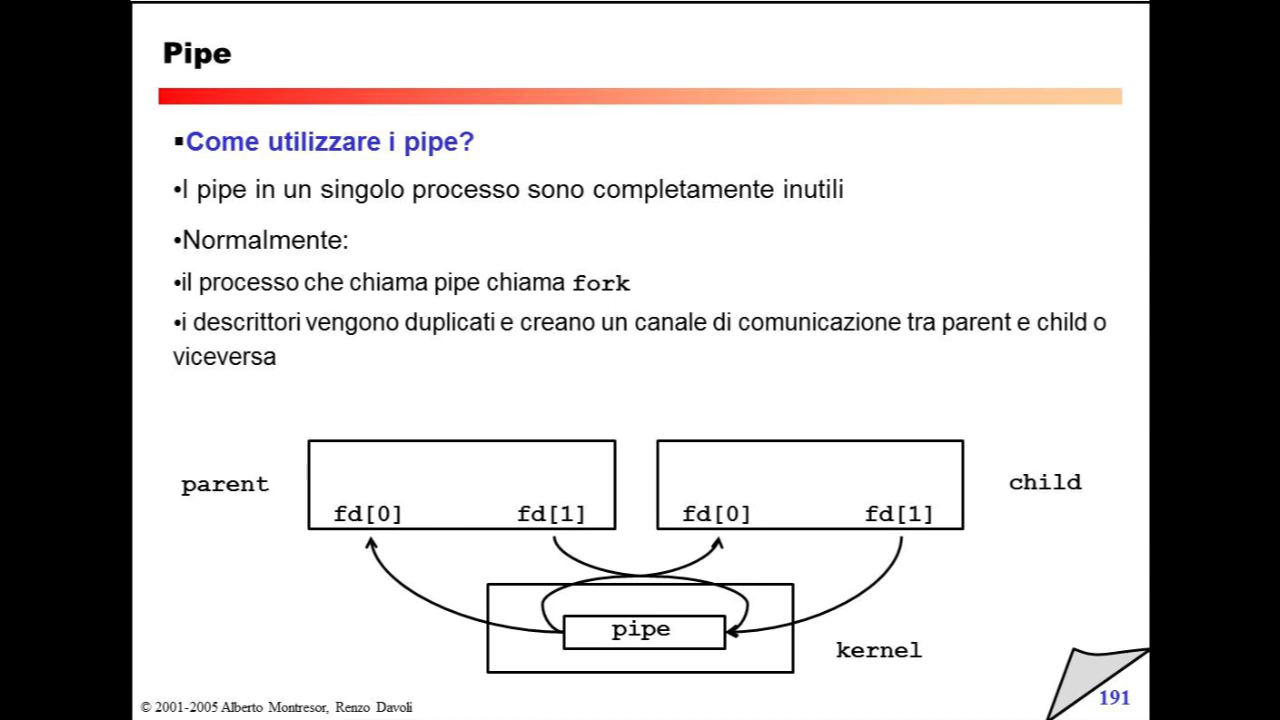 Pipe
▪Come utilizzare i pipe?
•I pipe in un singolo processo sono completamente inutili
•Normalmente:
•il processo che chiama pipe chiama fork
•i descrittori vengono duplicati e creano un canale di comunicazione tra parent e child o
viceversa
parent
fd[0] fd[1]
fd[0] fd[1]
child
pipe
kernel
© 2001-2005 Alberto Montresor, Renzo Davoli
191